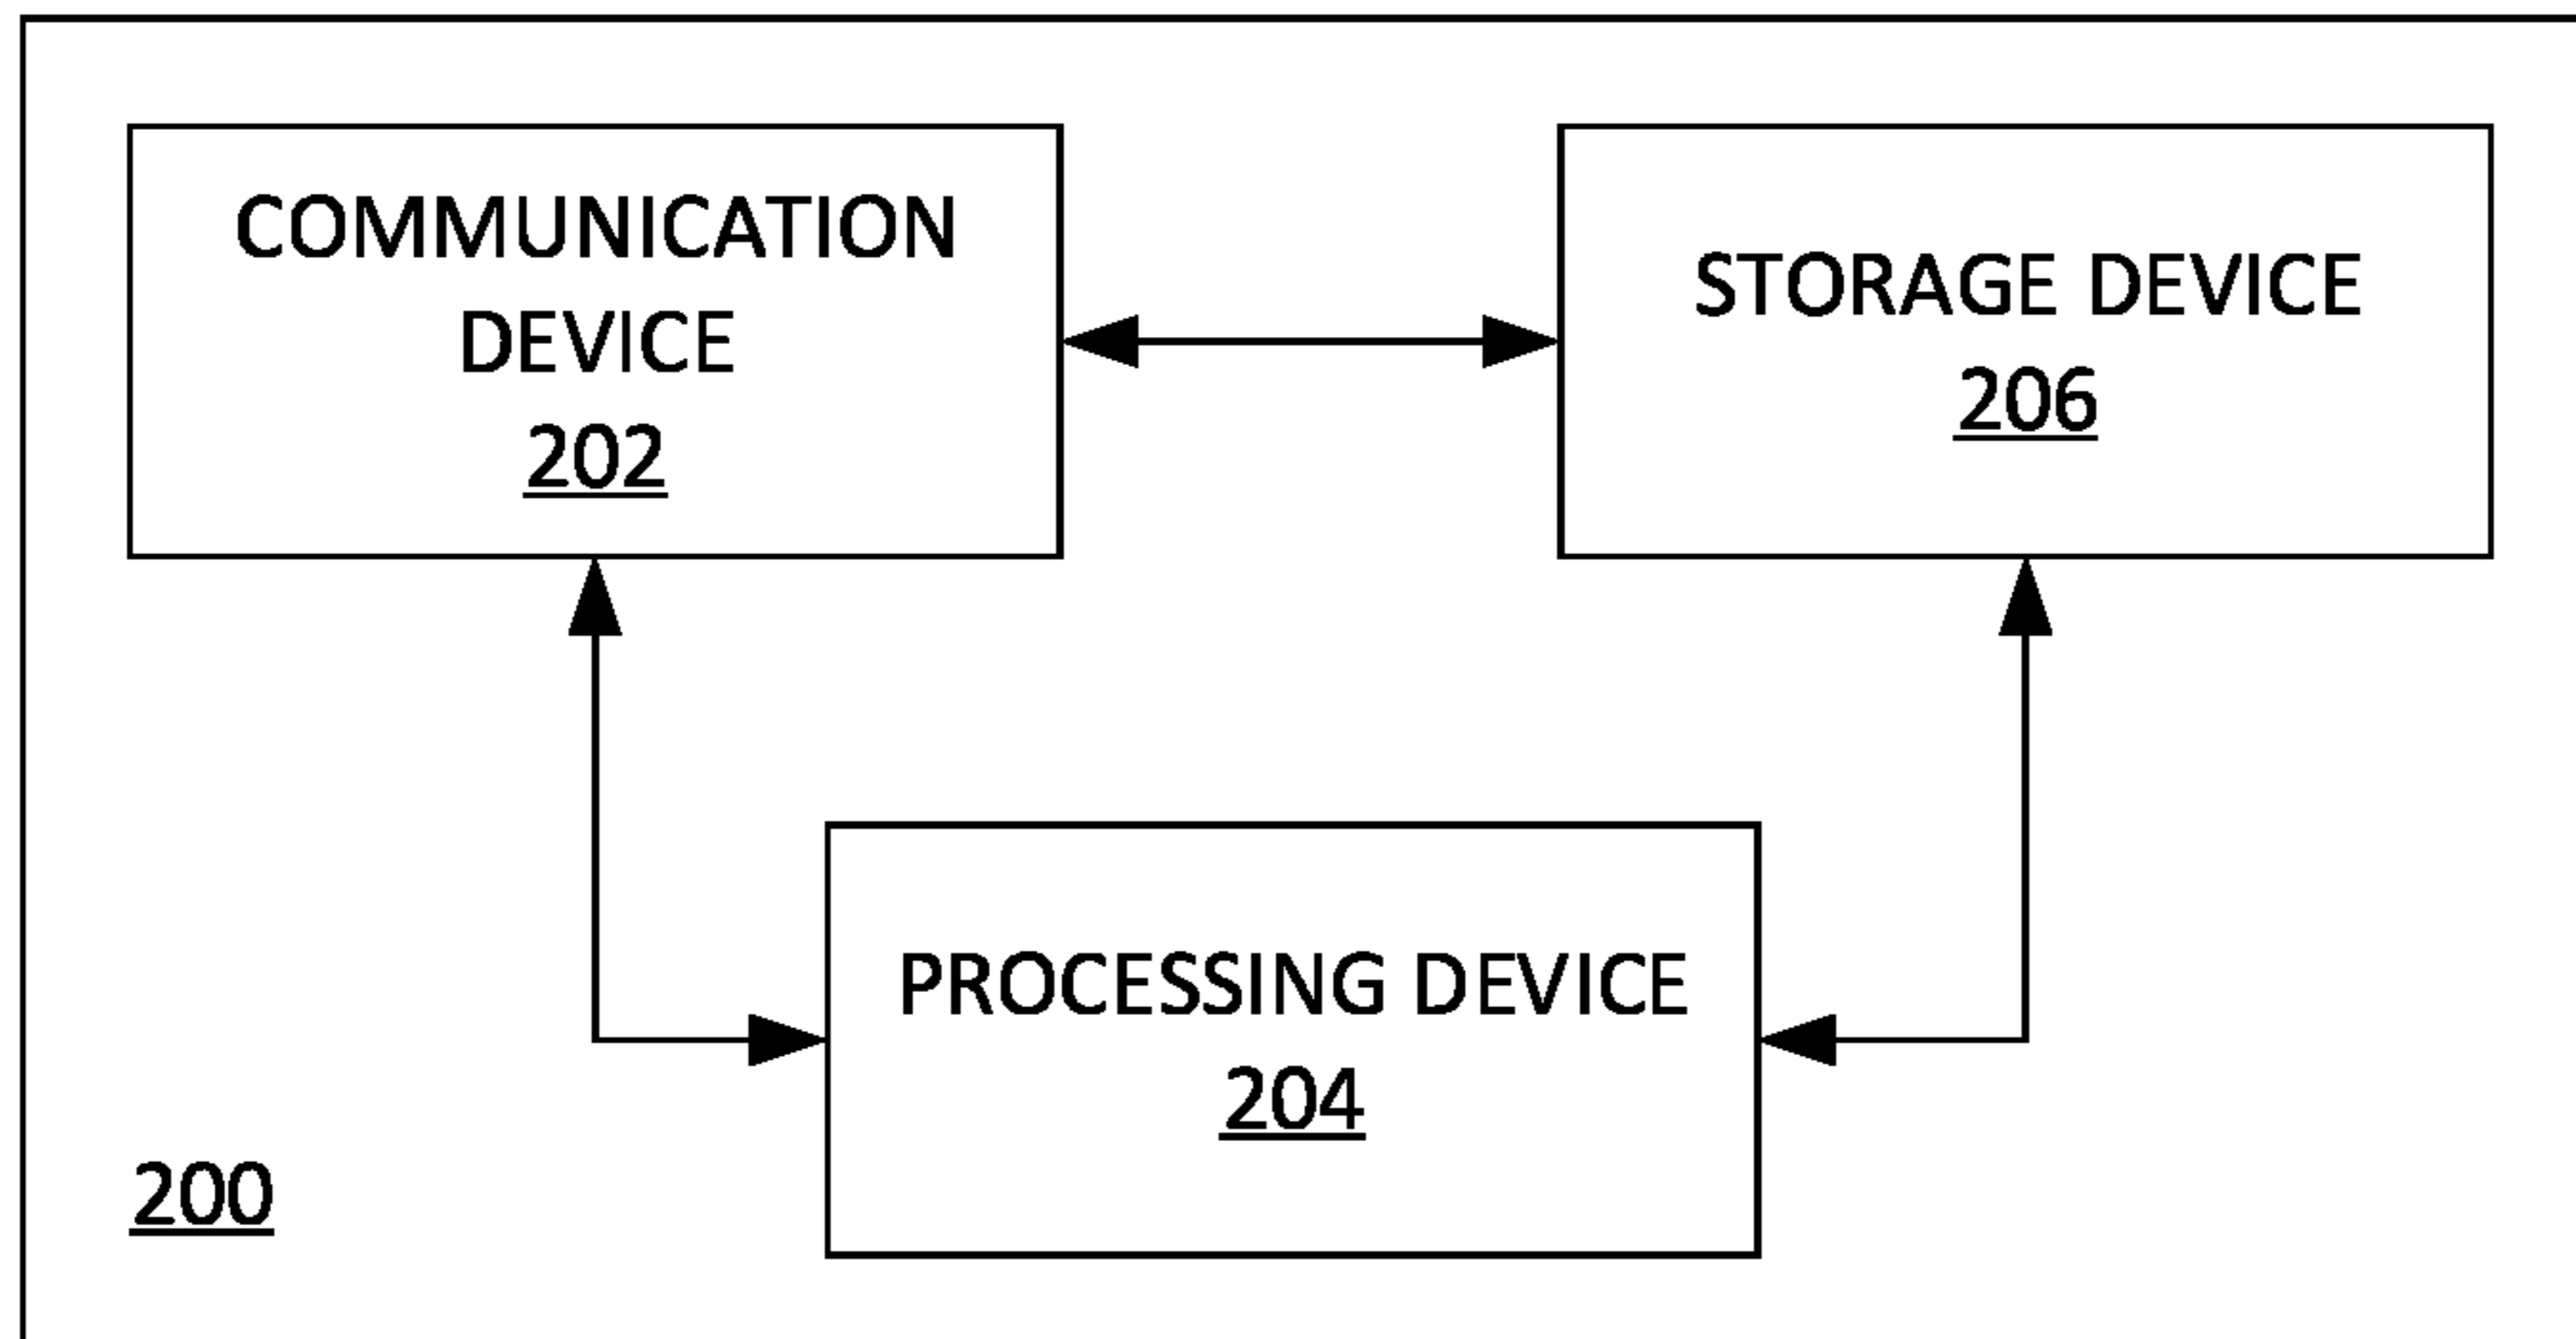 COMMUNICATION
DEVICE
202
STORAGE DEVICE
206
PROCESSING DEVICE
204
200